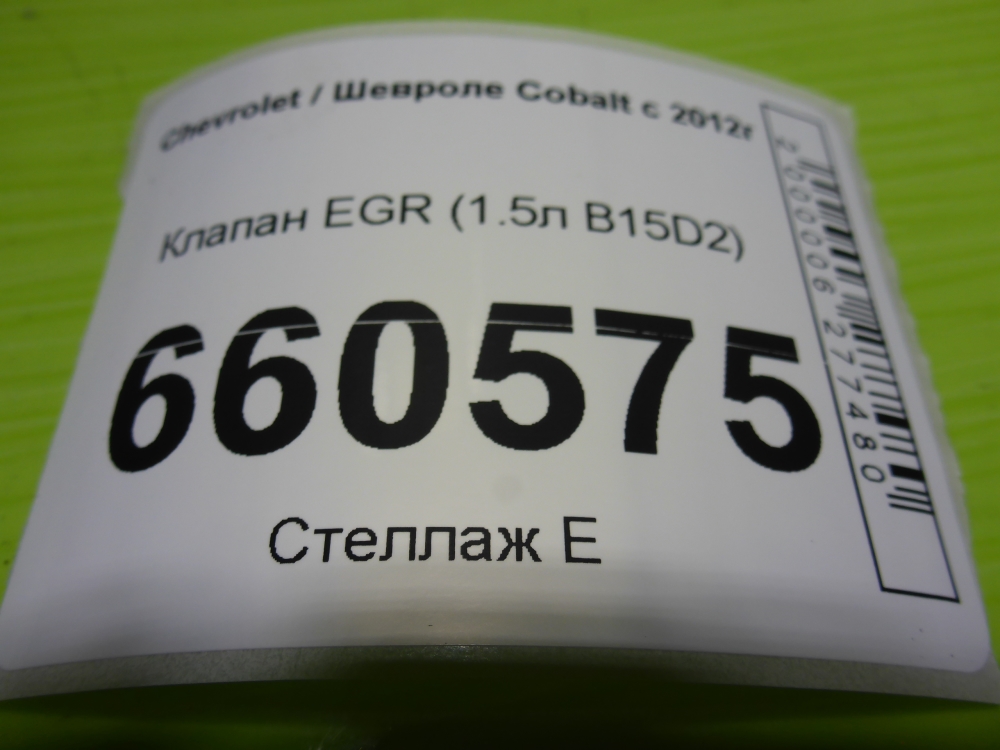 Chevrolet / Шевроле Cobalt с 2012г
Клапан EGR (1.5л B15D2)
660575
Стеллаж E
2000006277480